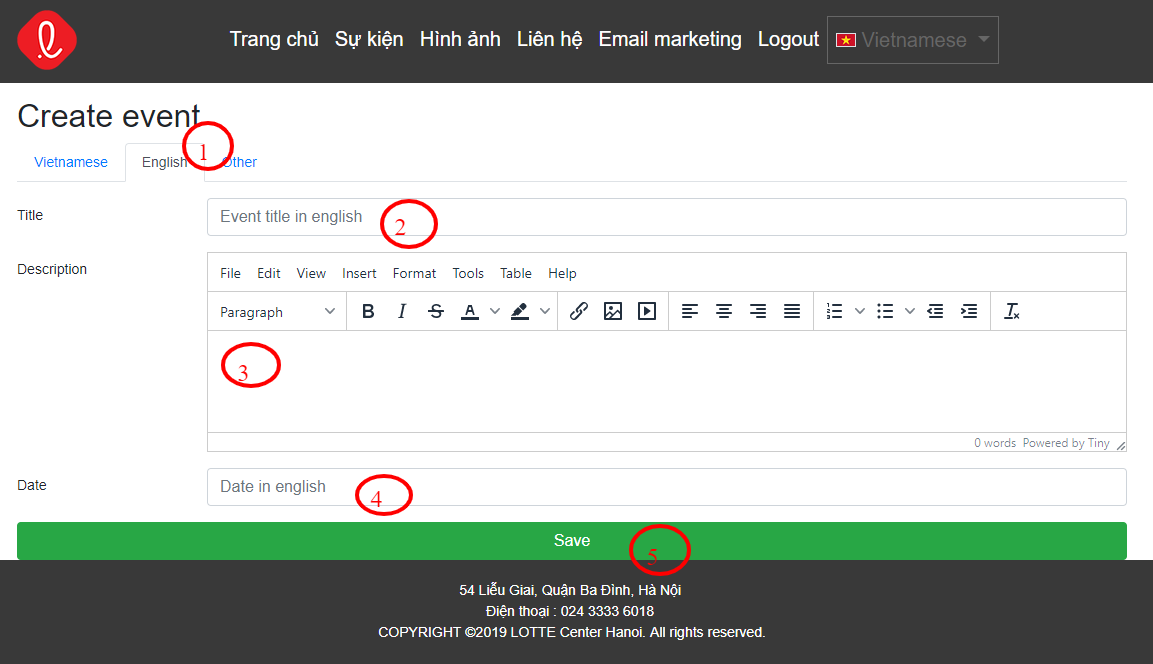 Trang chủ Sự kiện Hình ảnh Liên hệ Email marketing Logout Vietnamese
Create event
Vietnamese English 1 Other
Title Event title in english 2
Description File Edit View Insert Format Tools Table Help
Paragraph B I S A
3
0 words Powered by Tiny
Date Date in english 4
Save 5
54 Liễu Giai, Quận Ba Đình, Hà Nội
Điện thoại : 024 3333 6018
COPYRIGHT ©2019 LOTTE Center Hanoi. All rights reserved.